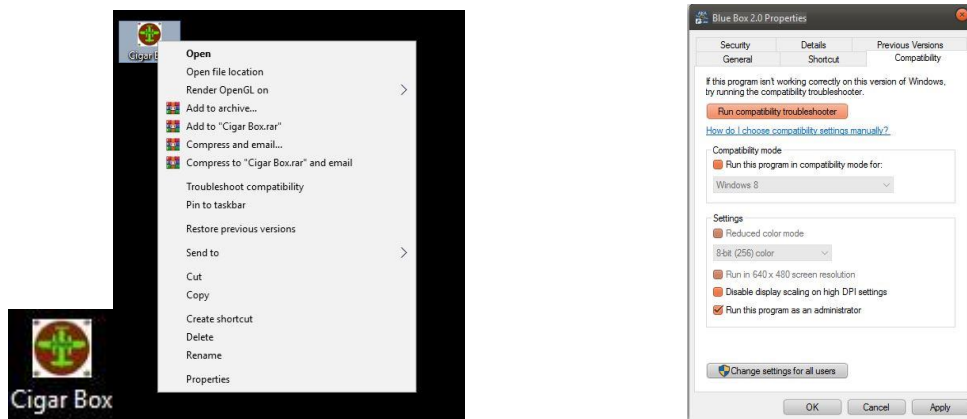 Cigar B
Open
Open file location
Render OpenGL on
Add to archive...
Add to "Cigar Box.rar"
Compress and email...
Compress to "Cigar Box.rar" and email
Troubleshoot compatibility
Pin to taskbar
Restore previous versions
Send to
Cut
Copy
Create shortcut
Delete
Rename
Properties
Cigar Box
Blue Box 2.0 Properties
Security Details Previous Versions
General Shortcut Compatibility
If this program isn't working correctly on this version of Windows,
try running the compatibility troubleshooter.
Run compatibility troubleshooter
How do I choose compatibility settings manually?
Compatibility mode
Run this program in compatibility mode for:
Windows 8
Settings
Reduced color mode
8-bit (256) color
Run in 640 x 480 screen resolution
Disable display scaling on high DPI settings
Run this program as an administrator
Change settings for all users
OK Cancel Apply